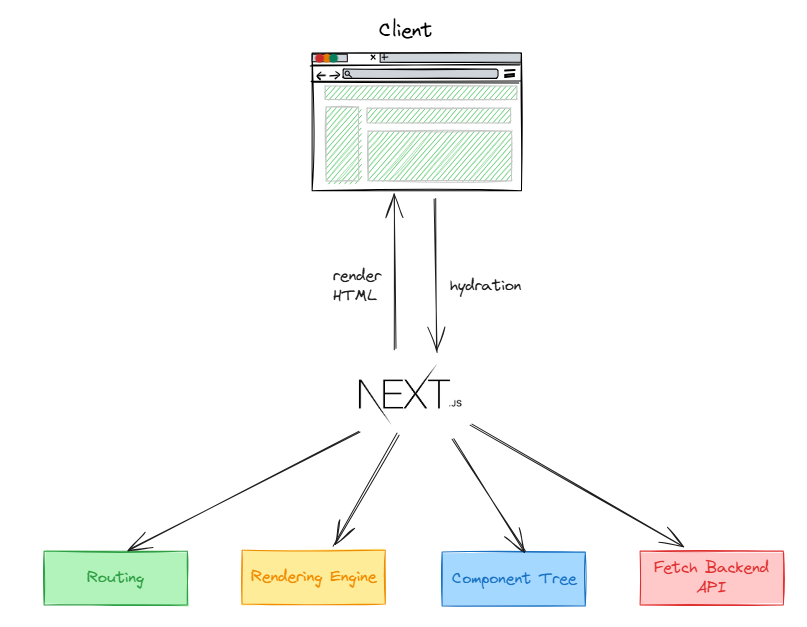 Client
render
HTML
hydration
NEXT.JS
Routing
Rendering Engine
Component Tree
Fetch Backend
API